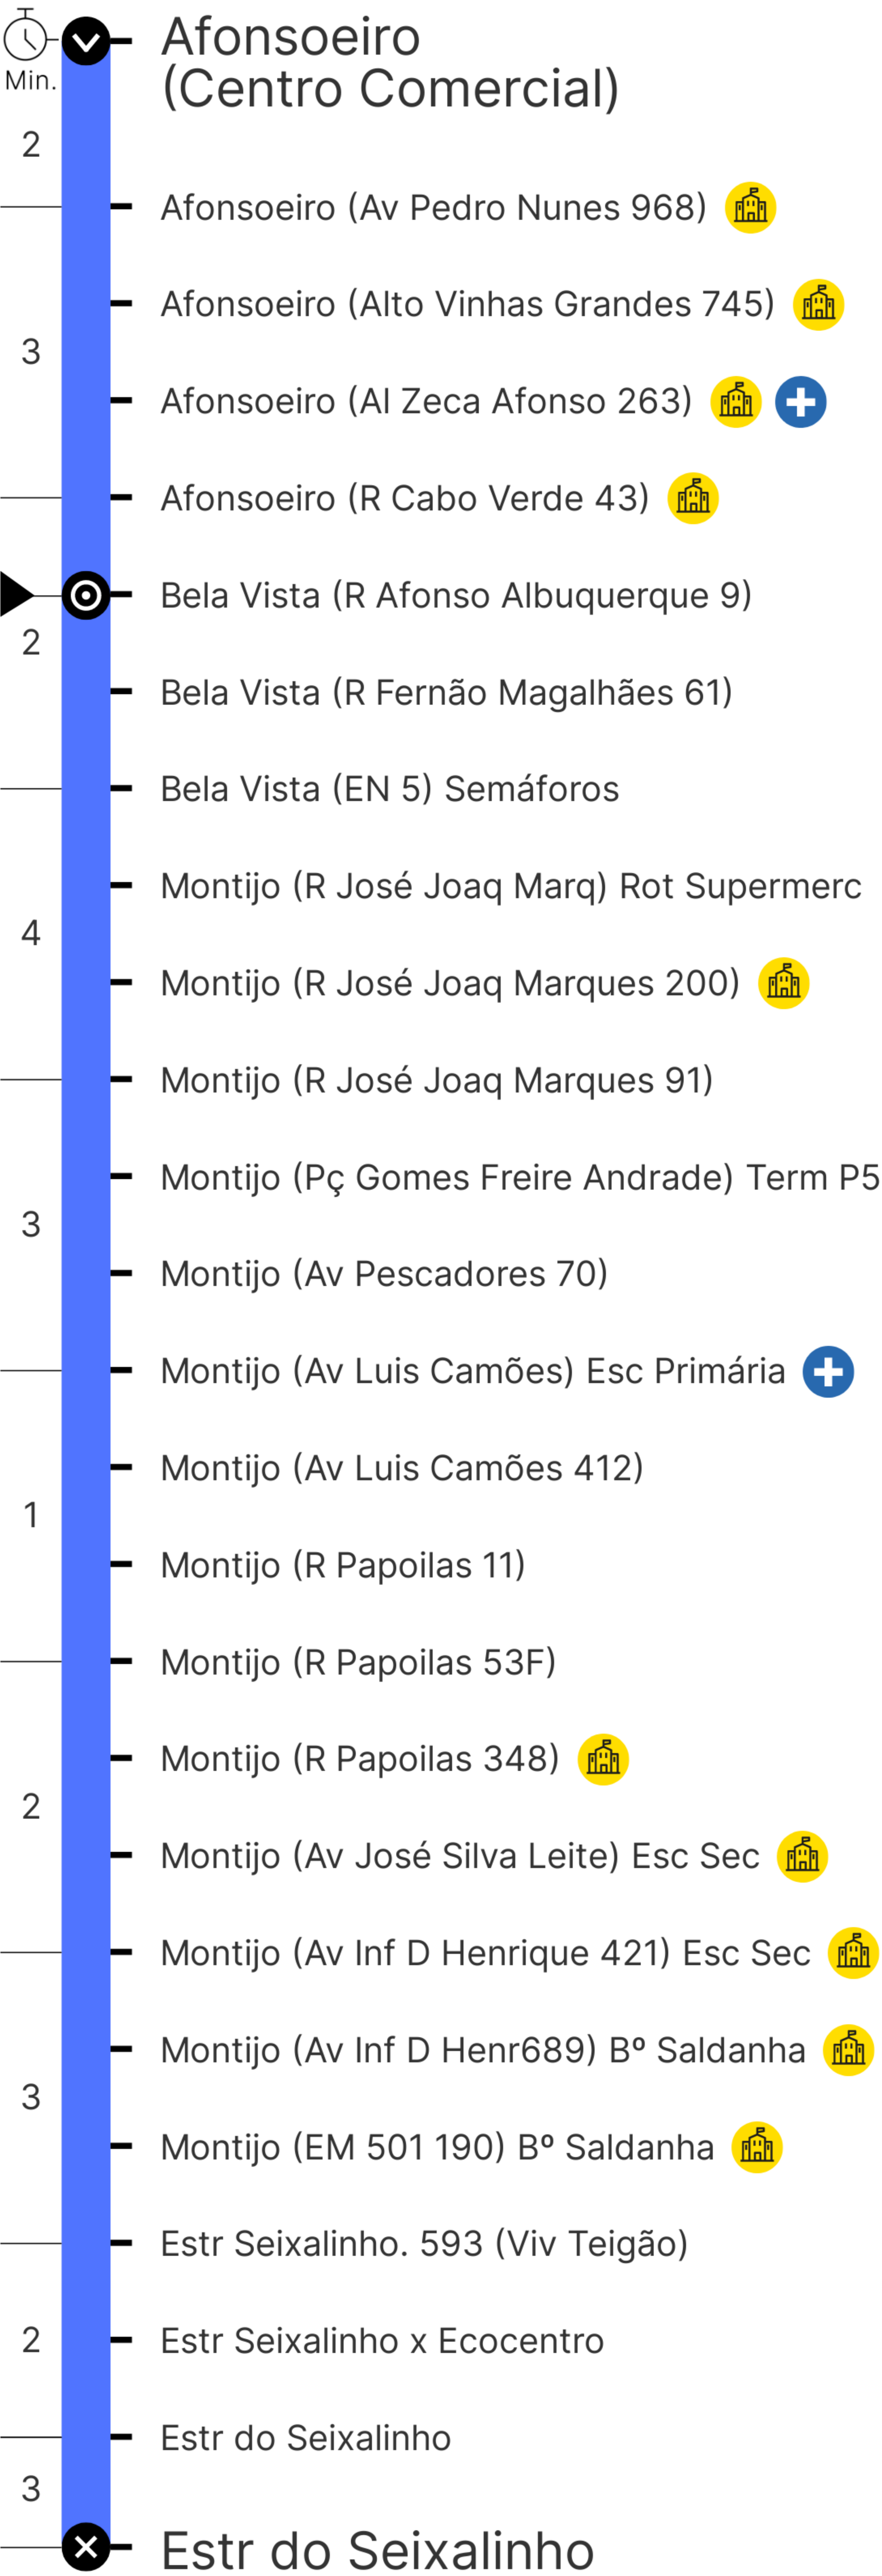 Afonsoeiro
(Centro Comercial)
Min.
2
Afonsoeiro (Av Pedro Nunes 968)
Afonsoeiro (Alto Vinhas Grandes 745)
3
Afonsoeiro (Al Zeca Afonso 263)
Afonsoeiro (R Cabo Verde 43)
Bela Vista (R Afonso Albuquerque 9)
2
Bela Vista (R Fernão Magalhães 61)
Bela Vista (EN 5) Semáforos
Montijo (R José Joaq Marq) Rot Supermerc
4
Montijo (R José Joaq Marques 200)
Montijo (R José Joaq Marques 91)
Montijo (Pç Gomes Freire Andrade) Term P5
3
Montijo (Av Pescadores 70)
Montijo (Av Luis Camões) Esc Primária
Montijo (Av Luis Camões 412)
1
Montijo (R Papoilas 11)
Montijo (R Papoilas 53F)
Montijo (R Papoilas 348)
2
Montijo (Av José Silva Leite) Esc Sec
Montijo (Av Inf D Henrique 421) Esc Sec
Montijo (Av Inf D Henr689) Bº Saldanha
3
Montijo (EM 501 190) Bº Saldanha
Estr Seixalinho. 593 (Viv Teigão)
2
Estr Seixalinho x Ecocentro
Estr do Seixalinho
3
Estr do Seixalinho